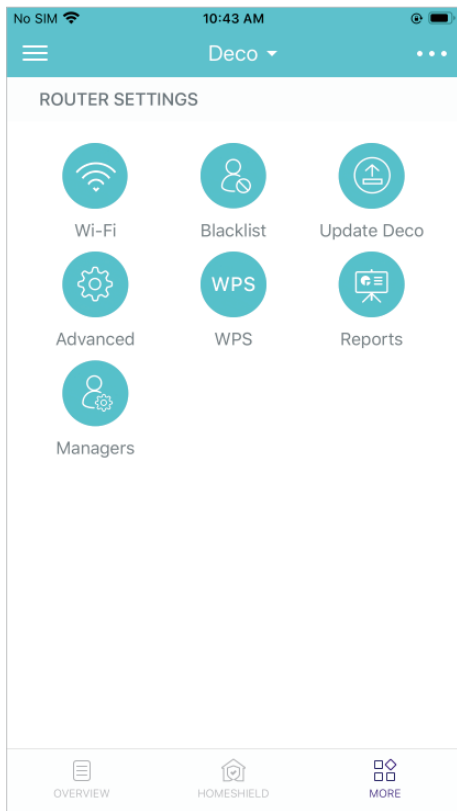 No SIM 10:43 AM
Deco
ROUTER SETTINGS
Wi-Fi Blacklist Update Deco
WPS
Advanced WPS Reports
Managers
OVERVIEW HOMESHIELD MORE